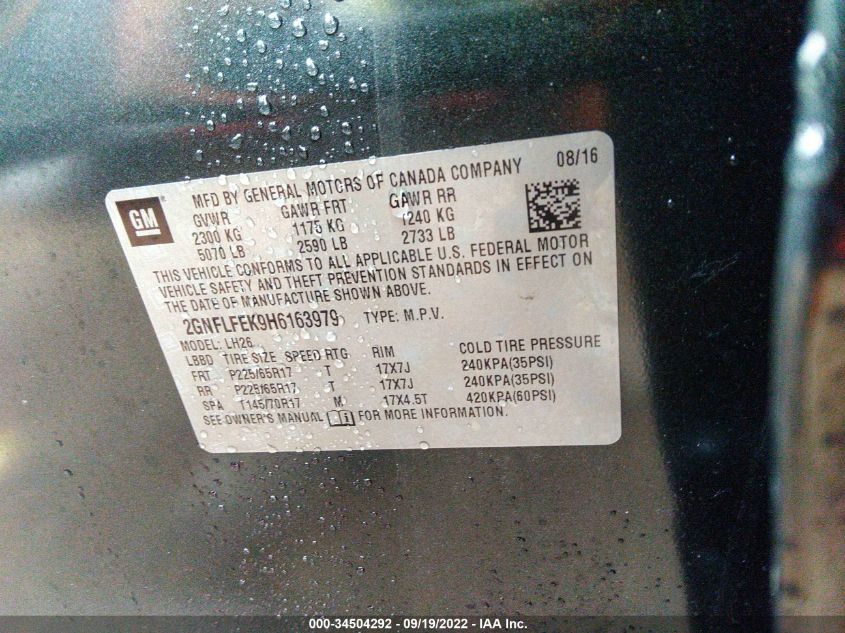 08/16
GM
MFD BY GENERAL MOTORS OF CANADA COMPANY
GVWR GAWR FRT GAWR RR
2300 KG 1175 KG 1240 KG
5070 LB 2590 LB 2733 LB
THIS VEHICLE CONFORMS TO ALL APPLICABLE U.S. FEDERAL MOTOR
VEHICLE SAFETY AND THEFT PREVENTION STANDARDS IN EFFECT ON
THE DATE OF MANUFACTURE SHOWN ABOVE.
2GNFLFEK9H6163979 TYPE: M.P.V.
MODEL: LH26
LBBD TIRE SIZE SPEED RTG RIM COLD TIRE PRESSURE
FRT P225/65R17 T 17X7J 240KPA(35PSI)
RR P225/65R17 T 17X7J 240KPA(35PSI)
SPA T145/70R17 M 17X4.5T 420KPA(60PSI)
SEE OWNER'S MANUAL FOR MORE INFORMATION.
000-34504292 - 09/19/2022 - IAA Inc.